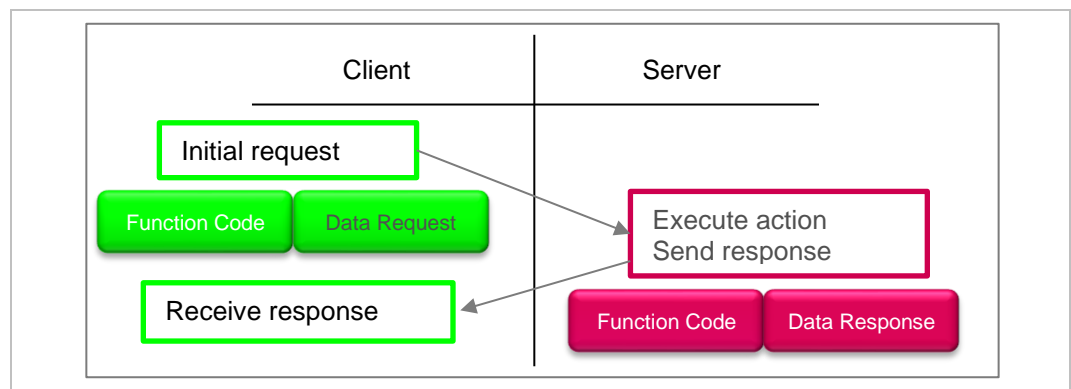 Client
Server
Initial request
Function Code
Data Request
Execute action
Send response
Receive response
Function Code
Data Response